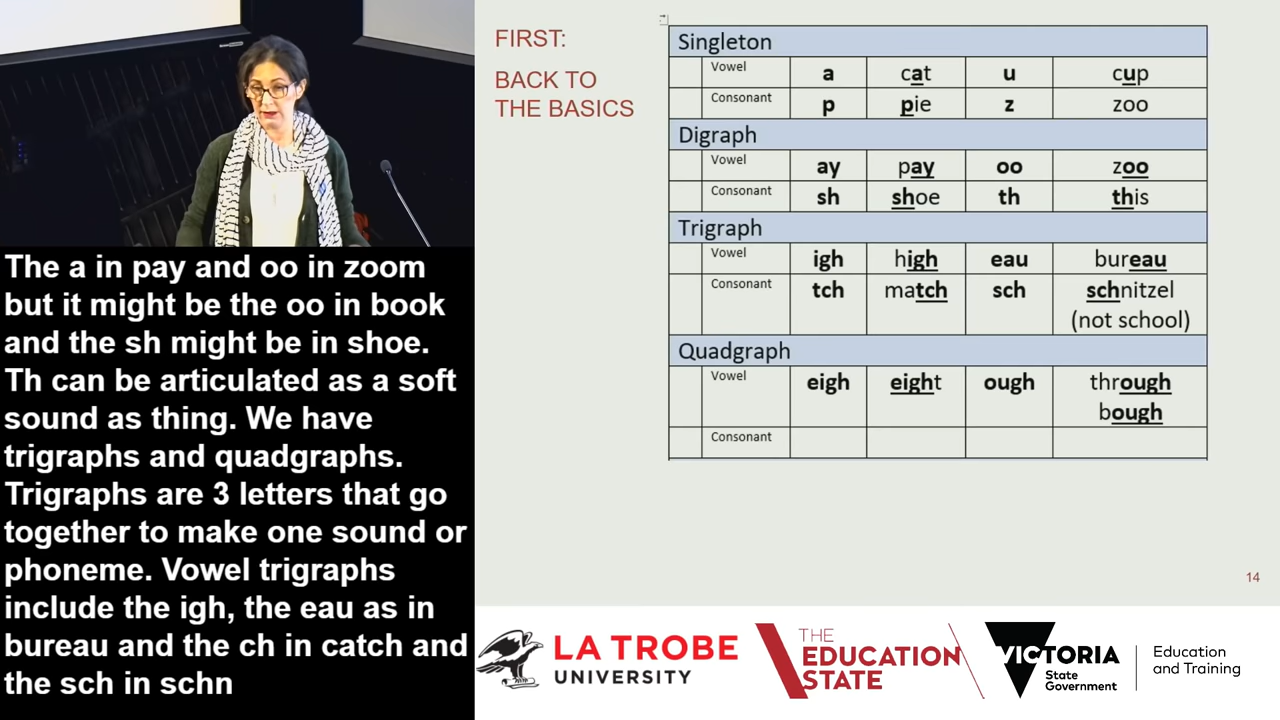 FIRST:
BACK TO
THE BASICS
Singleton
Vowel a cat u cup
Consonant p pie z zoo
Digraph
Vowel ay pay oo zoo
Consonant sh shoe th this
Trigraph
Vowel igh high eau bureau
Consonant tch match sch schnitzel
(not school)
Quadgraph
Vowel eigh eight ough through
bough
Consonant
14
The a in pay and oo in zoom
but it might be the oo in book
and the sh might be in shoe.
Th can be articulated as a soft
sound as thing. We have
trigraphs and quadgraphs.
Trigraphs are 3 letters that go
together to make one sound or
phoneme. Vowel trigraphs
include the igh, the eau as in
bureau and the ch in catch and
the sch in schn
LA TROBE
UNIVERSITY
THE
EDUCATION
STATE
VICTORIA
State
Government
Education
and Training